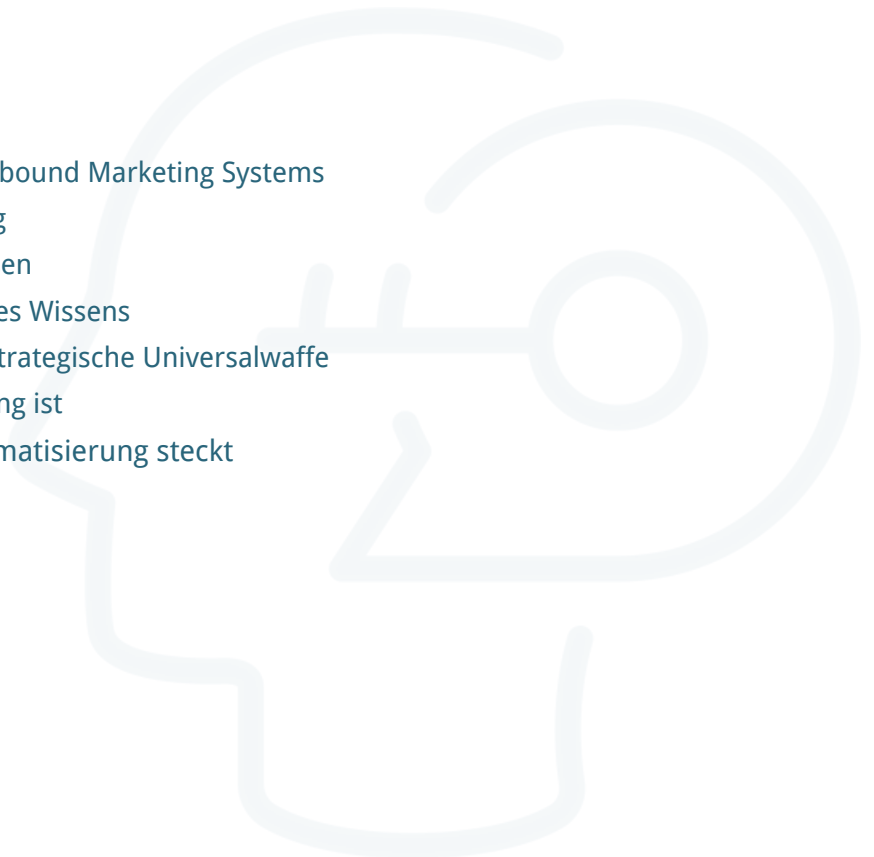 bound Marketing Systems
g
en
es Wissens
trategische Universalwaffe
ng ist
matisierung steckt